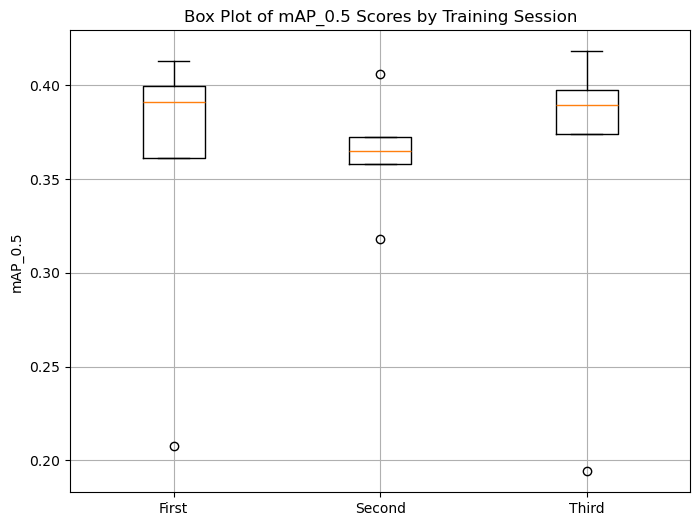 Box Plot of mAP_0.5 Scores by Training Session
mAP_0.5
0.40
0.35
0.30
0.25
0.20
First
Second
Third